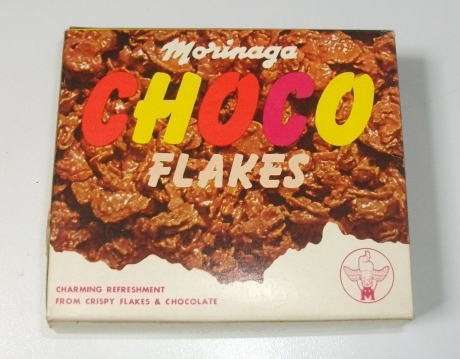 Morinaga
CHOCO
FLAKES
CHARMING REFRESHMENT
FROM CRISPY FLAKES & CHOCOLATE